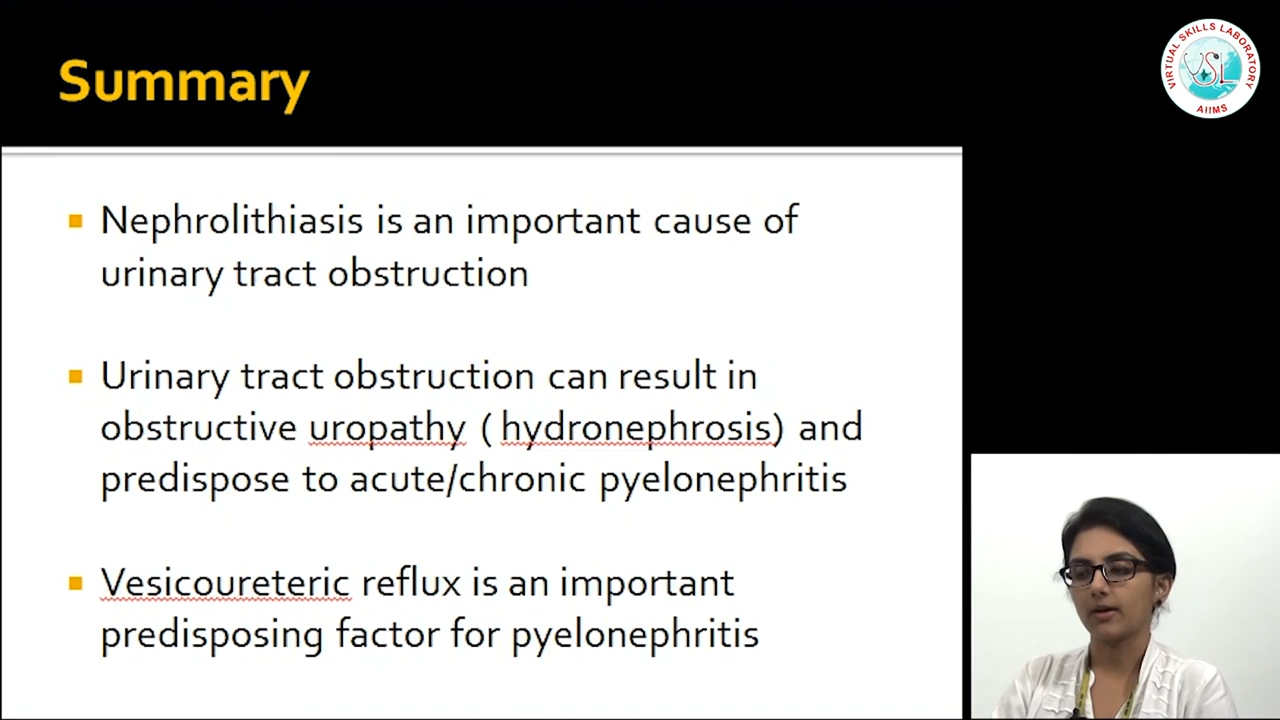 Summary
VIRTUAL SKILLS LABORATORY
VSL
AIIMS
Nephrolithiasis is an important cause of
urinary tract obstruction
Urinary tract obstruction can result in
obstructive uropathy ( hydronephrosis) and
predispose to acute/chronic pyelonephritis
Vesicoureteric reflux is an important
predisposing factor for pyelonephritis